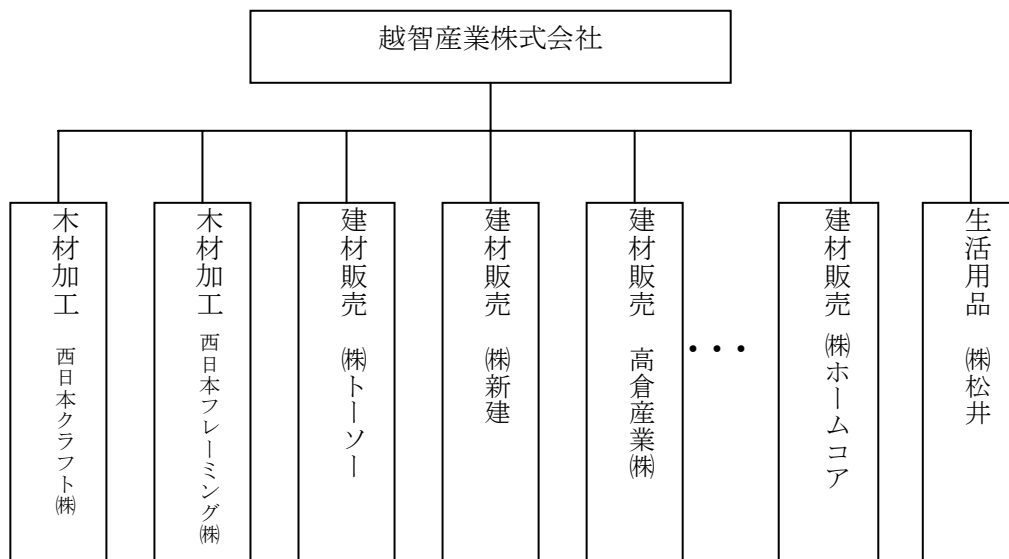 越智産業株式会社
木材加工 西日本クラフト㈱
木材加工 西日本フレーミング㈱
建材販売 ㈱トーソー
建材販売 ㈱新建
建材販売 高倉産業㈱
・・・
建材販売 ㈱ホームコア
生活用品 ㈱松井